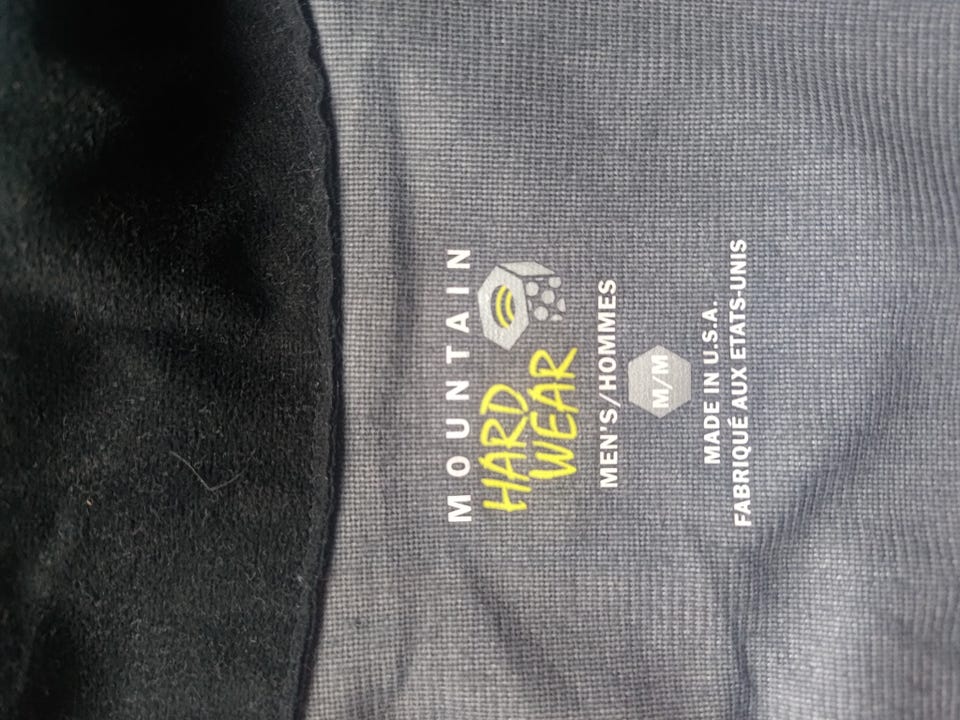 MOUNTAIN
HARD
WEAR
MEN'S/HOMMES
M/M
MADE IN U.S.A.
FABRIQUÉ AUX ETATS-UNIS